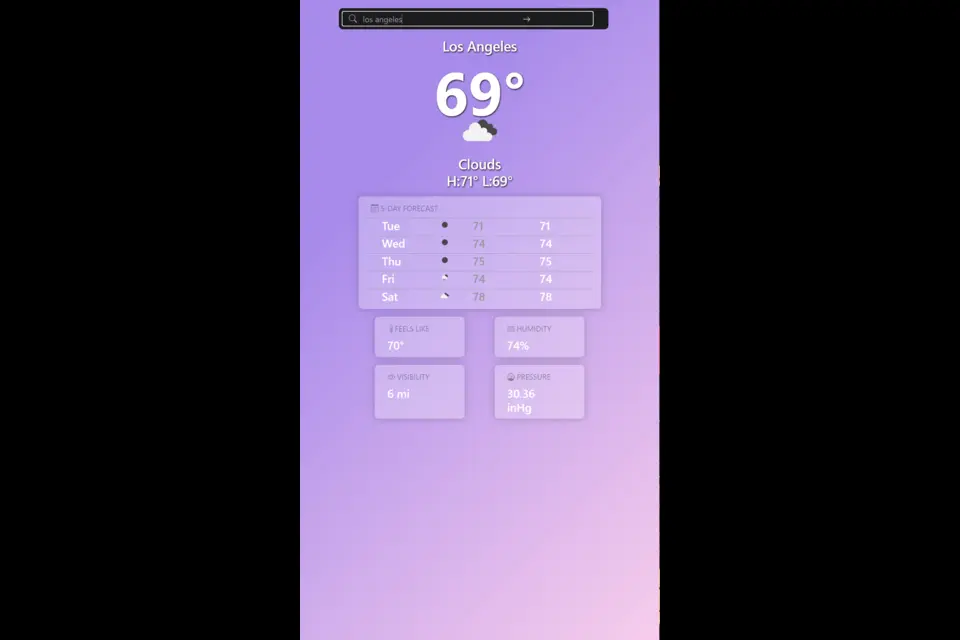 los angeles
Los Angeles
69°
Clouds
H:71° L:69°
5-DAY FORECAST
Tue 71 71
Wed 74 74
Thu 75 75
Fri 74 74
Sat 78 78
FEELS LIKE
70°
HUMIDITY
74%
VISIBILITY
6 mi
PRESSURE
30.36
inHg